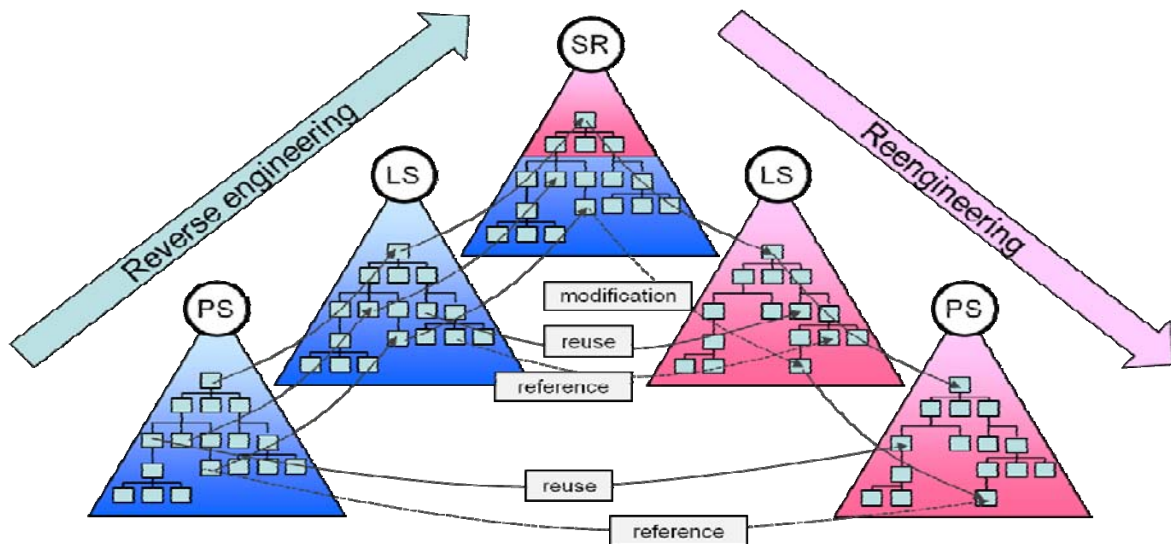 SR
Reverse engineering
Reengineering
LS
LS
PS
PS
modification
reuse
reference
reuse
reference